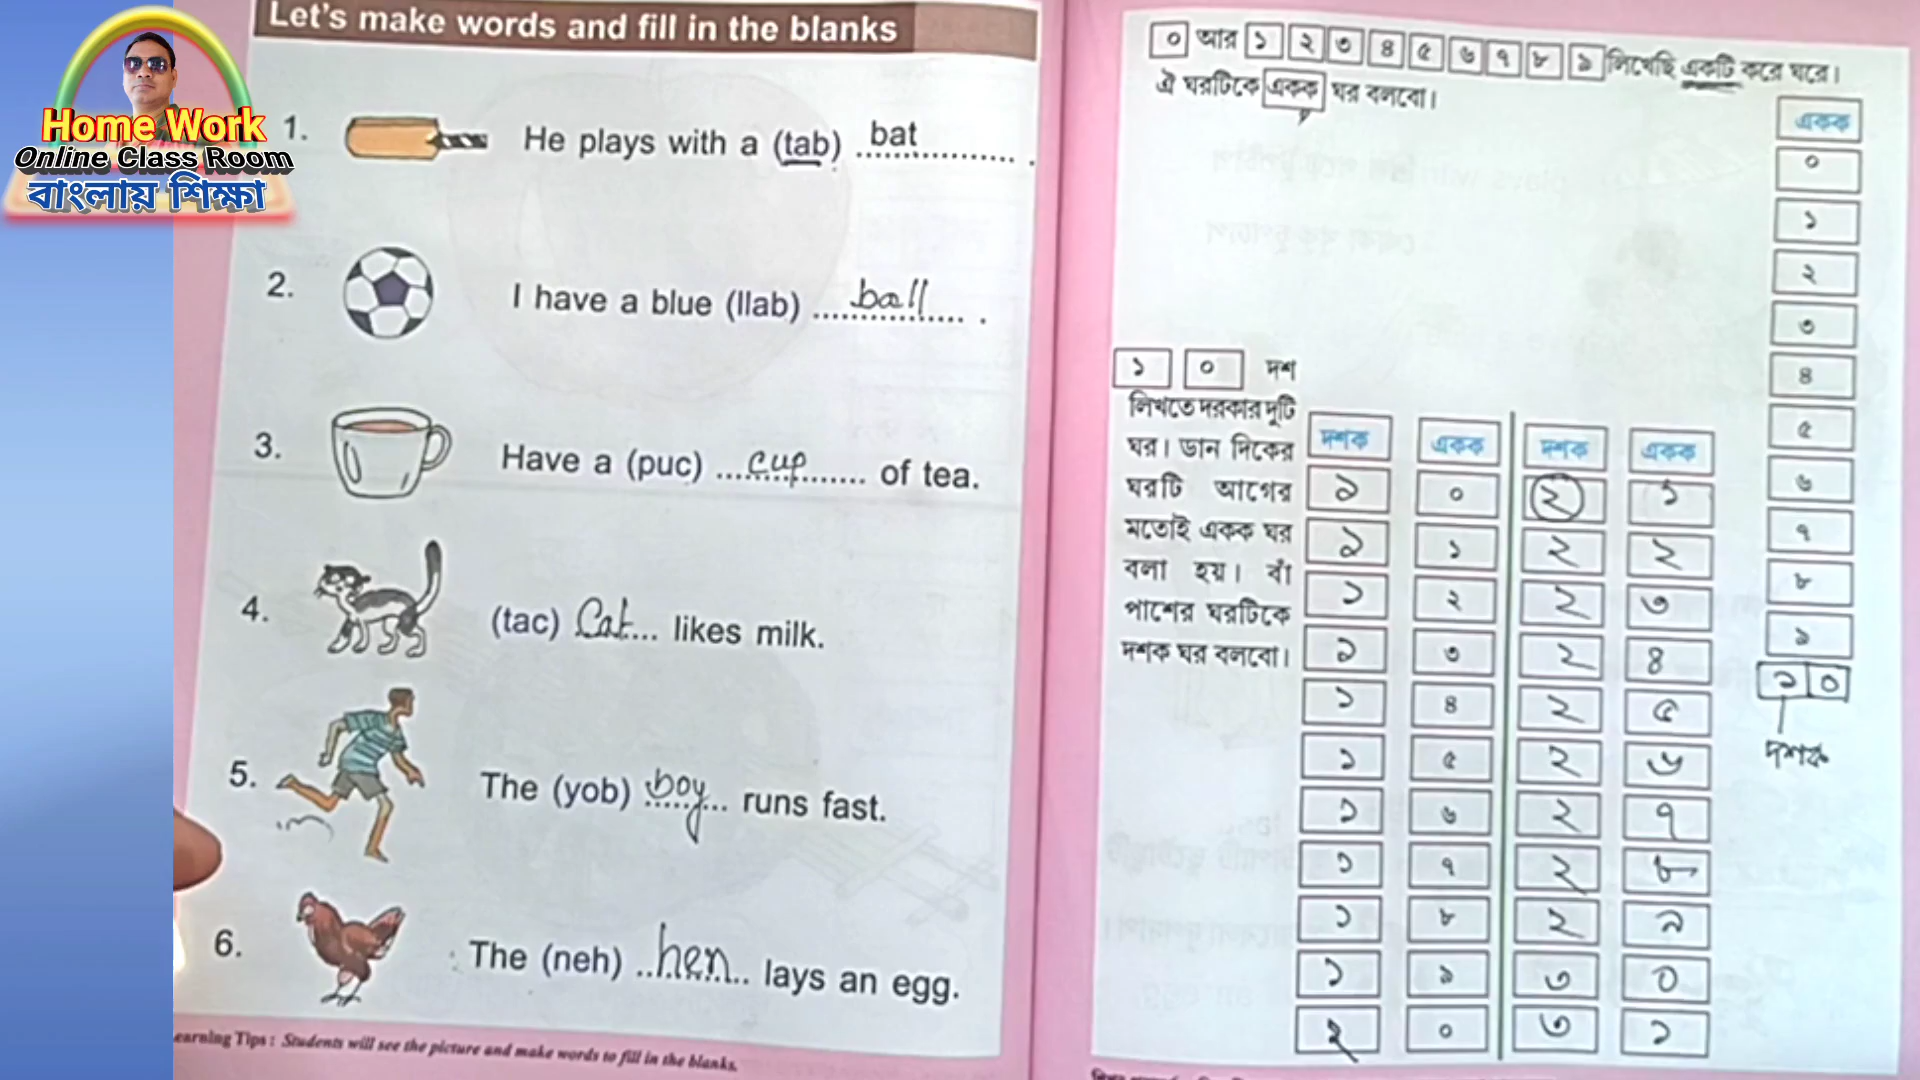 Home Work
Online Class Room
বাংলায় শিক্ষা
Let's make words and fill in the blanks
1. He plays with a (tab) bat .
2. I have a blue (llab) ball .
3. Have a (puc) cup of tea.
4. (tac) Cat likes milk.
5. The (yob) boy runs fast.
6. The (neh) hen lays an egg.
earning Tips : Students will see the picture and make words to fill in the blanks.
০ আর ১ ২ ৩ ৪ ৫ ৬ ৭ ৮ ৯ লিখেছি একটি করে ঘরে।
ঐ ঘরটিকে একক ঘর বলবো।
একক
০
১
২
৩
৪
৫
৬
৭
৮
৯
১ ০
দশক
১ ০ দশ
লিখতে দরকার দুটি
ঘর। ডান দিকের
ঘরটি আগের
মতোই একক ঘর
বলা হয়। বাঁ
পাশের ঘরটিকে
দশক ঘর বলবো।
দশক একক দশক একক
১ ০ ২ ১
১ ১ ২ ২
১ ২ ২ ৩
১ ৩ ২ ৪
১ ৪ ২ ৫
১ ৫ ২ ৬
১ ৬ ২ ৭
১ ৭ ২ ৮
১ ৮ ২ ৯
১ ৯ ৩ ০
২ ০ ৩ ১